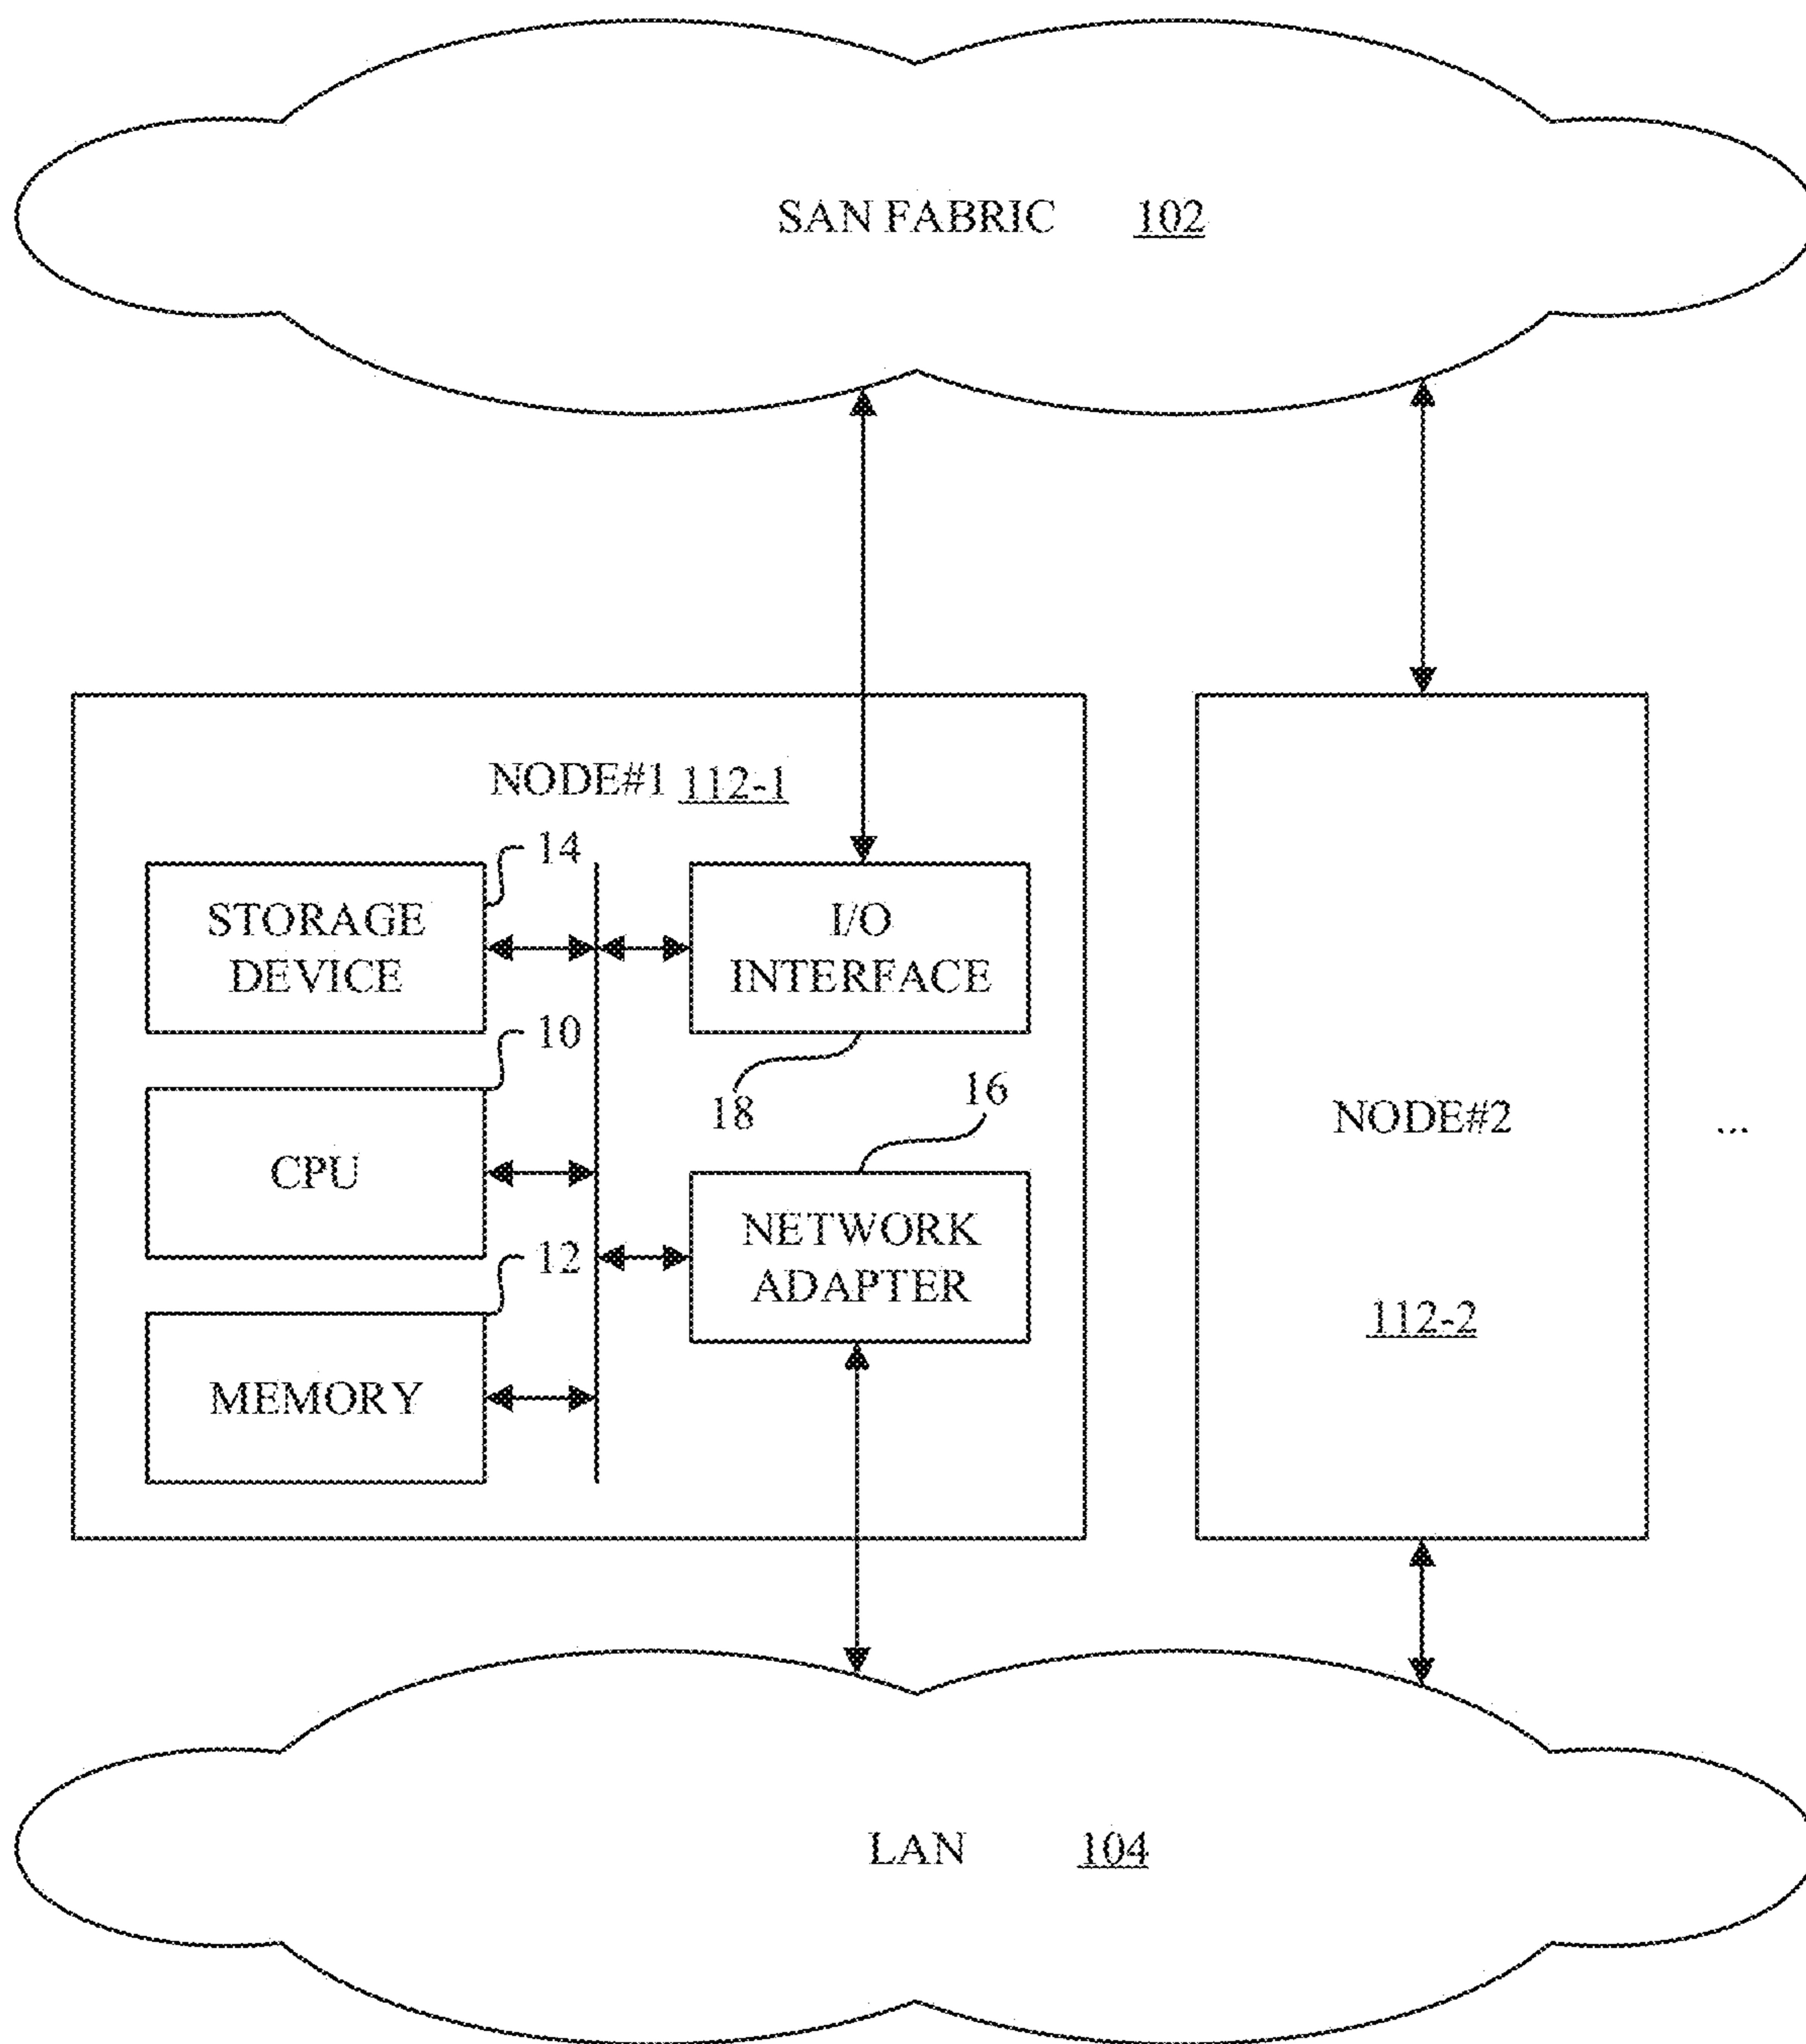 SAN FABRIC 102
NODE#1 112-1
14
STORAGE
DEVICE
I/O
INTERFACE
10
18
16
CPU
NETWORK
ADAPTER
12
MEMORY
NODE#2
...
112-2
LAN 104